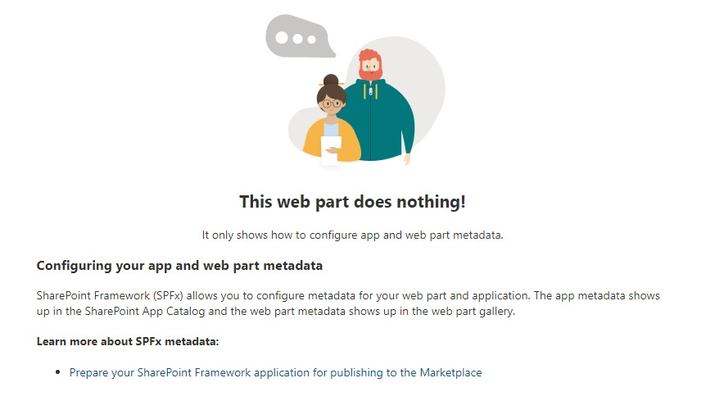 This web part does nothing!
It only shows how to configure app and web part metadata.
Configuring your app and web part metadata
SharePoint Framework (SPFx) allows you to configure metadata for your web part and application. The app metadata shows
up in the SharePoint App Catalog and the web part metadata shows up in the web part gallery.
Learn more about SPFx metadata:
• Prepare your SharePoint Framework application for publishing to the Marketplace